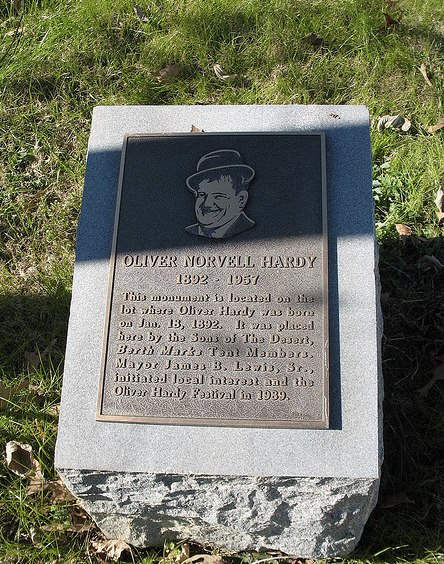 OLIVER NORVELL HARDY
1892 - 1957
This monument is located on the
lot where Oliver Hardy was born
on Jan. 18, 1892. It was placed
here by the Sons of The Desert,
Berth Marks Tent Members.
Mayor James B. Lewis, Sr.,
initiated local interest and the
Oliver Hardy Festival in 1989.